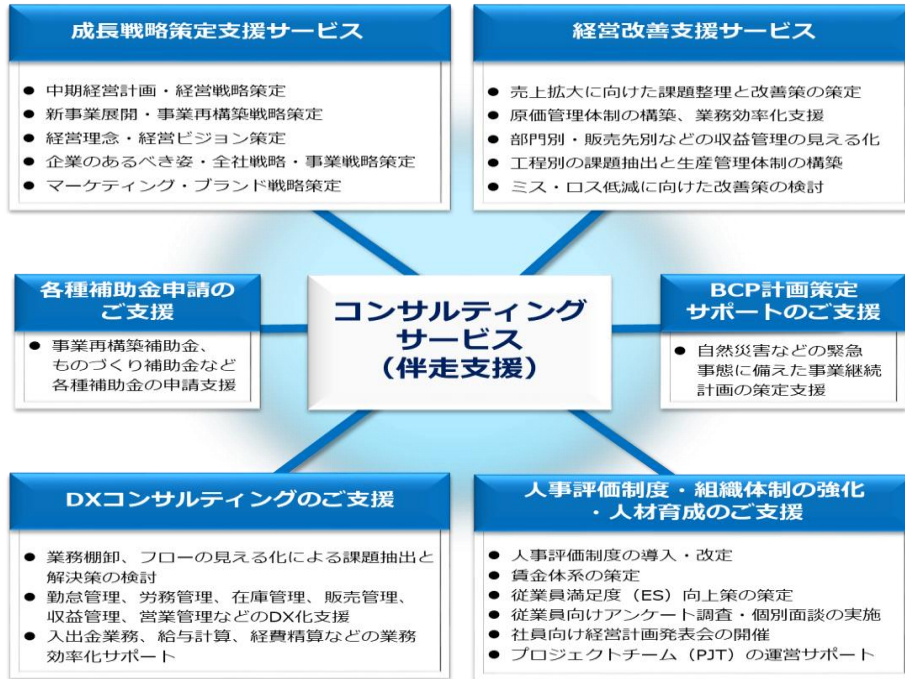 成長戦略策定支援サービス
● 中期経営計画・経営戦略策定
● 新事業展開・事業再構築戦略策定
● 経営理念・経営ビジョン策定
● 企業のあるべき姿・全社戦略・事業戦略策定
● マーケティング・ブランド戦略策定
経営改善支援サービス
● 売上拡大に向けた課題整理と改善策の策定
● 原価管理体制の構築、業務効率化支援
● 部門別・販売先別などの収益管理の見える化
● 工程別の課題抽出と生産管理体制の構築
● ミス・ロス低減に向けた改善策の検討
各種補助金申請の
ご支援
● 事業再構築補助金、
ものづくり補助金など
各種補助金の申請支援
コンサルティング
サービス
（伴走支援）
BCP計画策定
サポートのご支援
● 自然災害などの緊急
事態に備えた事業継続
計画の策定支援
DXコンサルティングのご支援
● 業務棚卸、フローの見える化による課題抽出と
解決策の検討
● 勤怠管理、労務管理、在庫管理、販売管理、
収益管理、営業管理などのDX化支援
● 入出金業務、給与計算、経費精算などの業務
効率化サポート
人事評価制度・組織体制の強化
・人材育成のご支援
● 人事評価制度の導入・改定
● 賃金体系の策定
● 従業員満足度（ES）向上策の策定
● 従業員向けアンケート調査・個別面談の実施
● 社員向け経営計画発表会の開催
● プロジェクトチーム（PJT）の運営サポート